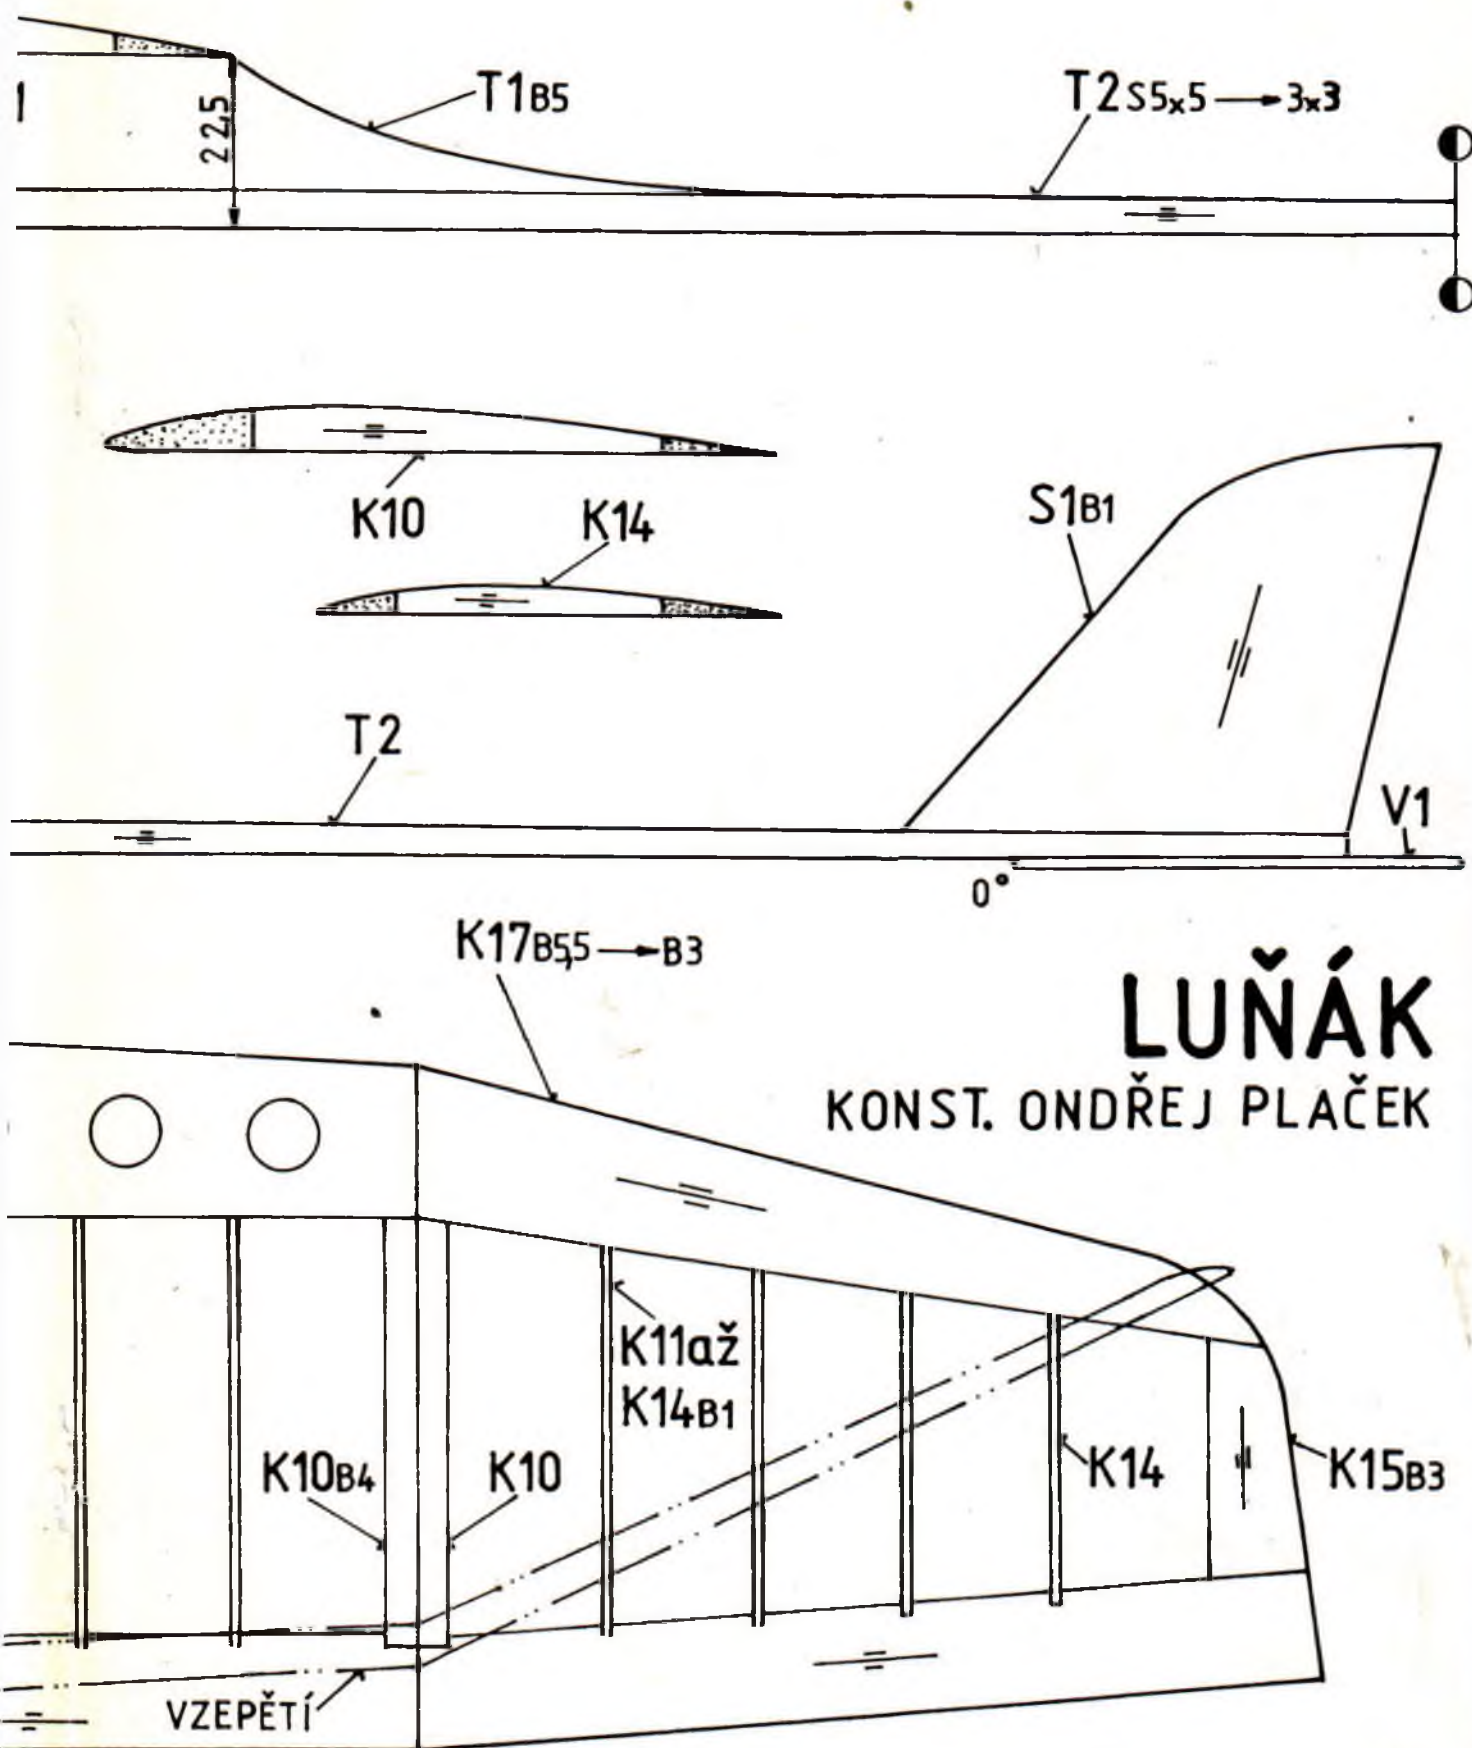 T1B5
T2S5x5 → 3x3
22,5
K10
K14
S1B1
T2
V1
0°
K17B5,5 → B3
LUŇÁK
KONST. ONDŘEJ PLAČEK
K11až
K14B1
K10B4
K10
K14
K15B3
VZEPĚTÍ